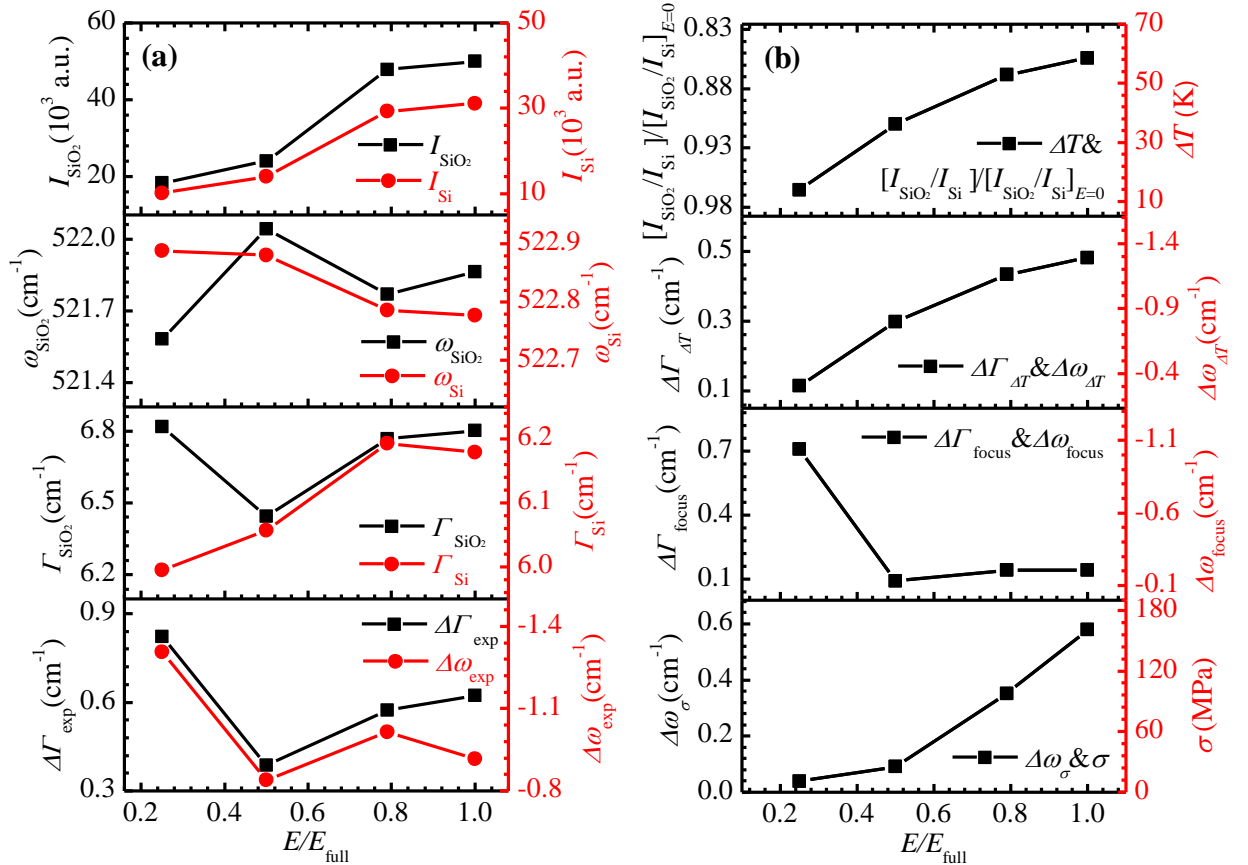 (a)
60
40
20
I_SiO₂(10³ a.u.)
50
30
10
I_Si(10³ a.u.)
I_SiO₂
I_Si
522.0
521.7
521.4
ω_SiO₂(cm⁻¹)
522.9
522.8
522.7
ω_Si(cm⁻¹)
ω_SiO₂
ω_Si
6.8
6.5
6.2
Γ_SiO₂(cm⁻¹)
6.2
6.1
6.0
Γ_Si(cm⁻¹)
Γ_SiO₂
Γ_Si
0.9
0.6
0.3
ΔΓ_exp(cm⁻¹)
-1.4
-1.1
-0.8
Δω_exp(cm⁻¹)
ΔΓ_exp
Δω_exp
0.2 0.4 0.6 0.8 1.0
E/E_full
(b)
0.83
0.88
0.93
0.98
[I_SiO₂/I_Si]/[I_SiO₂/I_Si]_E=0
70
50
30
10
ΔT (K)
ΔT&
[I_SiO₂/I_Si ]/[I_SiO₂/I_Si]_E=0
0.5
0.3
0.1
ΔΓ_ΔT (cm⁻¹)
-1.4
-0.9
-0.4
Δω_ΔT(cm⁻¹)
ΔΓ_ΔT&Δω_ΔT
0.7
0.4
0.1
ΔΓ_focus(cm⁻¹)
-1.1
-0.6
-0.1
Δω_focus(cm⁻¹)
ΔΓ_focus&Δω_focus
0.6
0.4
0.2
0.0
Δω_σ(cm⁻¹)
180
120
60
0
σ (MPa)
Δω_σ&σ
0.2 0.4 0.6 0.8 1.0
E/E_full